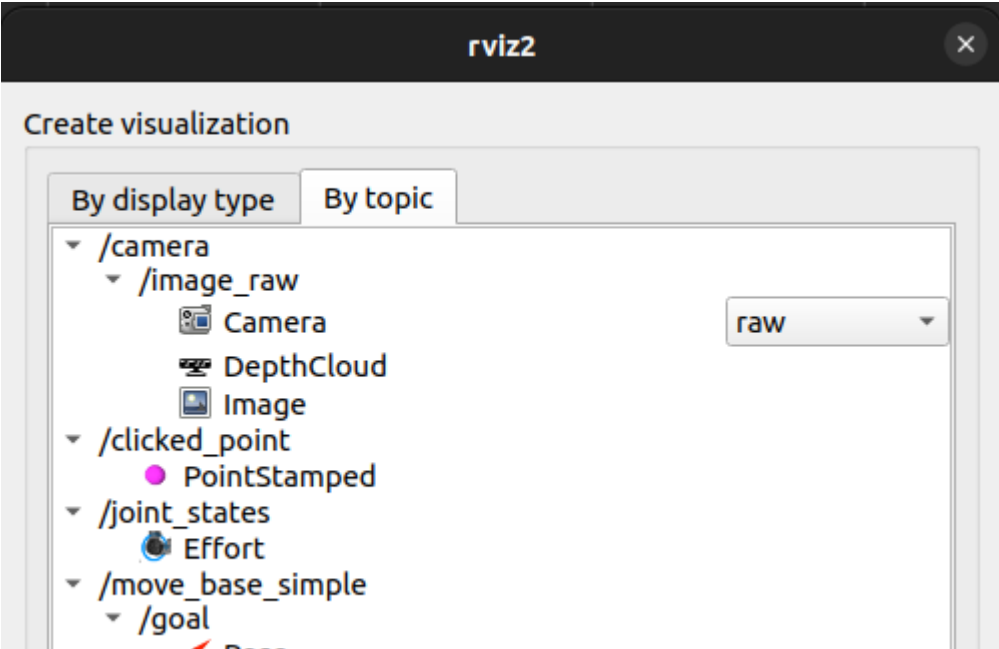 rviz2
Create visualization
By display type By topic
/camera
/image_raw
Camera raw
DepthCloud
Image
/clicked_point
PointStamped
/joint_states
Effort
/move_base_simple
/goal